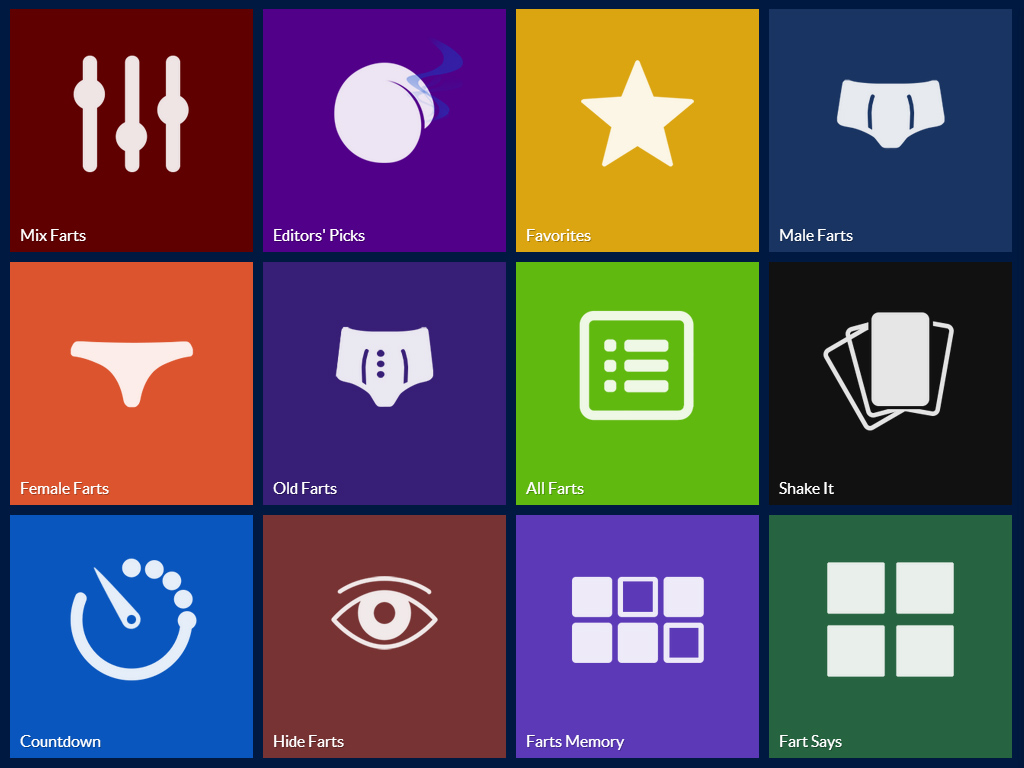 Mix Farts
Editors' Picks
Favorites
Male Farts
Female Farts
Old Farts
All Farts
Shake It
Countdown
Hide Farts
Farts Memory
Fart Says